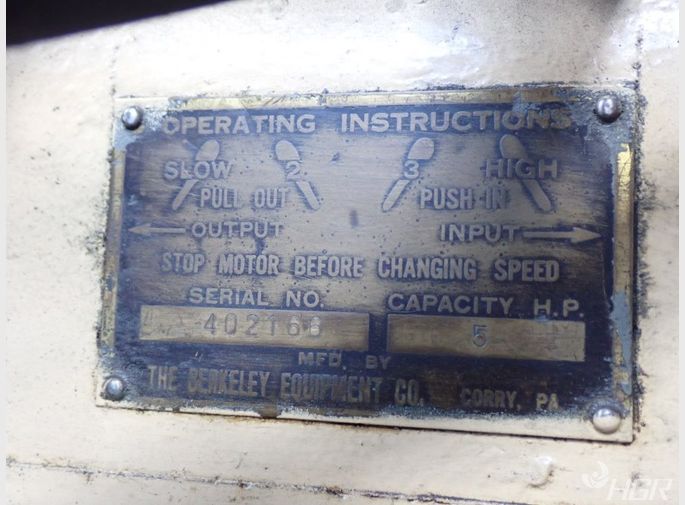 OPERATING INSTRUCTIONS
SLOW 2 3 HIGH
PULL OUT PUSH IN
OUTPUT INPUT
STOP MOTOR BEFORE CHANGING SPEED
SERIAL NO. CAPACITY H.P.
402166 5
MFD. BY
THE BERKELEY EQUIPMENT CO. CORRY, PA
HGR